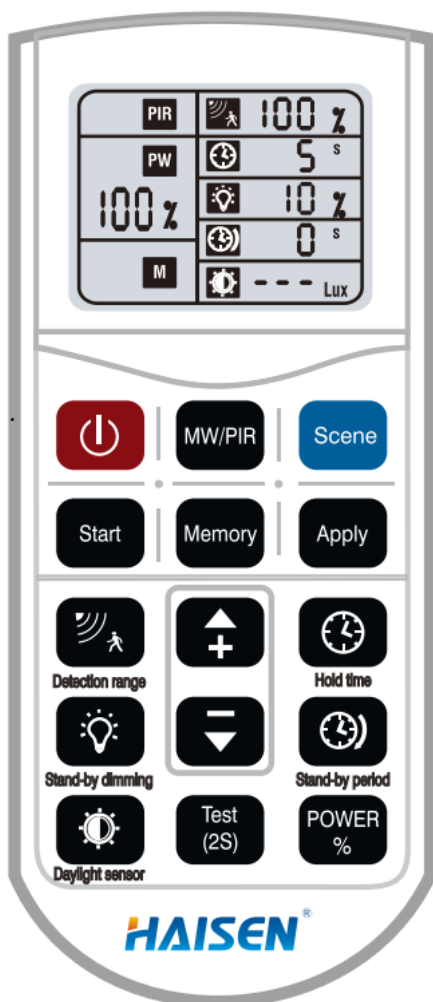 PIR 100 %
PW 5 s
100 % 10 %
0 s
M - - - Lux
MW/PIR Scene
Start Memory Apply
+
Detection range Hold time
−
Stand-by dimming Stand-by period
Test (2S) POWER %
Daylight sensor
HAISEN®